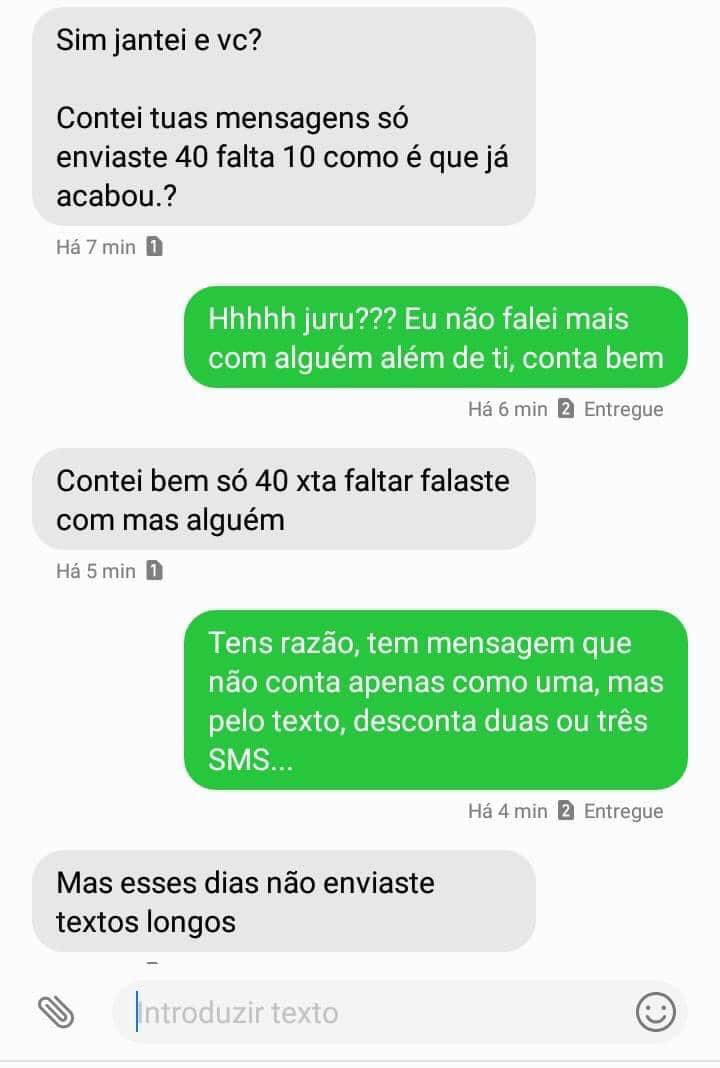 Sim jantei e vc?
Contei tuas mensagens só
enviaste 40 falta 10 como é que já
acabou.?
Há 7 min 1
Hhhhh juru??? Eu não falei mais
com alguém além de ti, conta bem
Há 6 min 2 Entregue
Contei bem só 40 xta faltar falaste
com mas alguém
Há 5 min 1
Tens razão, tem mensagem que
não conta apenas como uma, mas
pelo texto, desconta duas ou três
SMS...
Há 4 min 2 Entregue
Mas esses dias não enviaste
textos longos
Introduzir texto